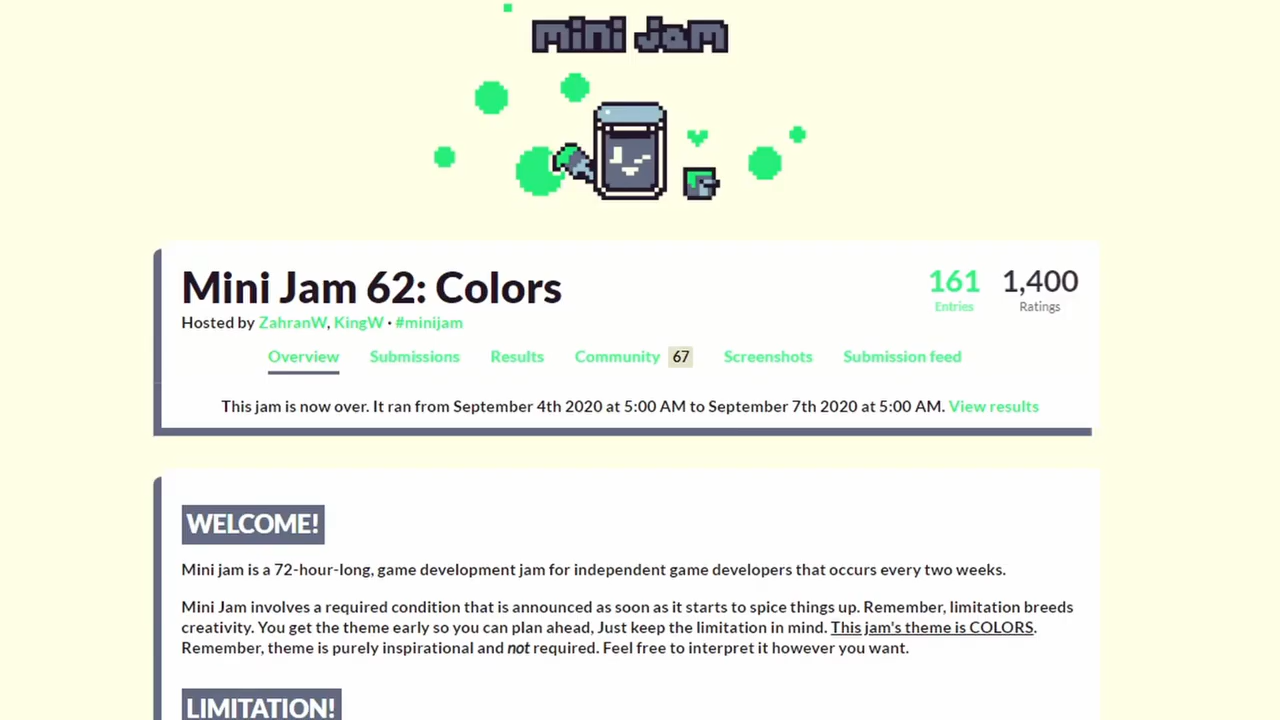 mini jam
Mini Jam 62: Colors
161
1,400
Entries
Ratings
Hosted by ZahranW, KingW · #minijam
Overview Submissions Results Community 67 Screenshots Submission feed
This jam is now over. It ran from September 4th 2020 at 5:00 AM to September 7th 2020 at 5:00 AM. View results
WELCOME!
Mini jam is a 72-hour-long, game development jam for independent game developers that occurs every two weeks.
Mini Jam involves a required condition that is announced as soon as it starts to spice things up. Remember, limitation breeds
creativity. You get the theme early so you can plan ahead, Just keep the limitation in mind. This jam's theme is COLORS.
Remember, theme is purely inspirational and not required. Feel free to interpret it however you want.
LIMITATION!